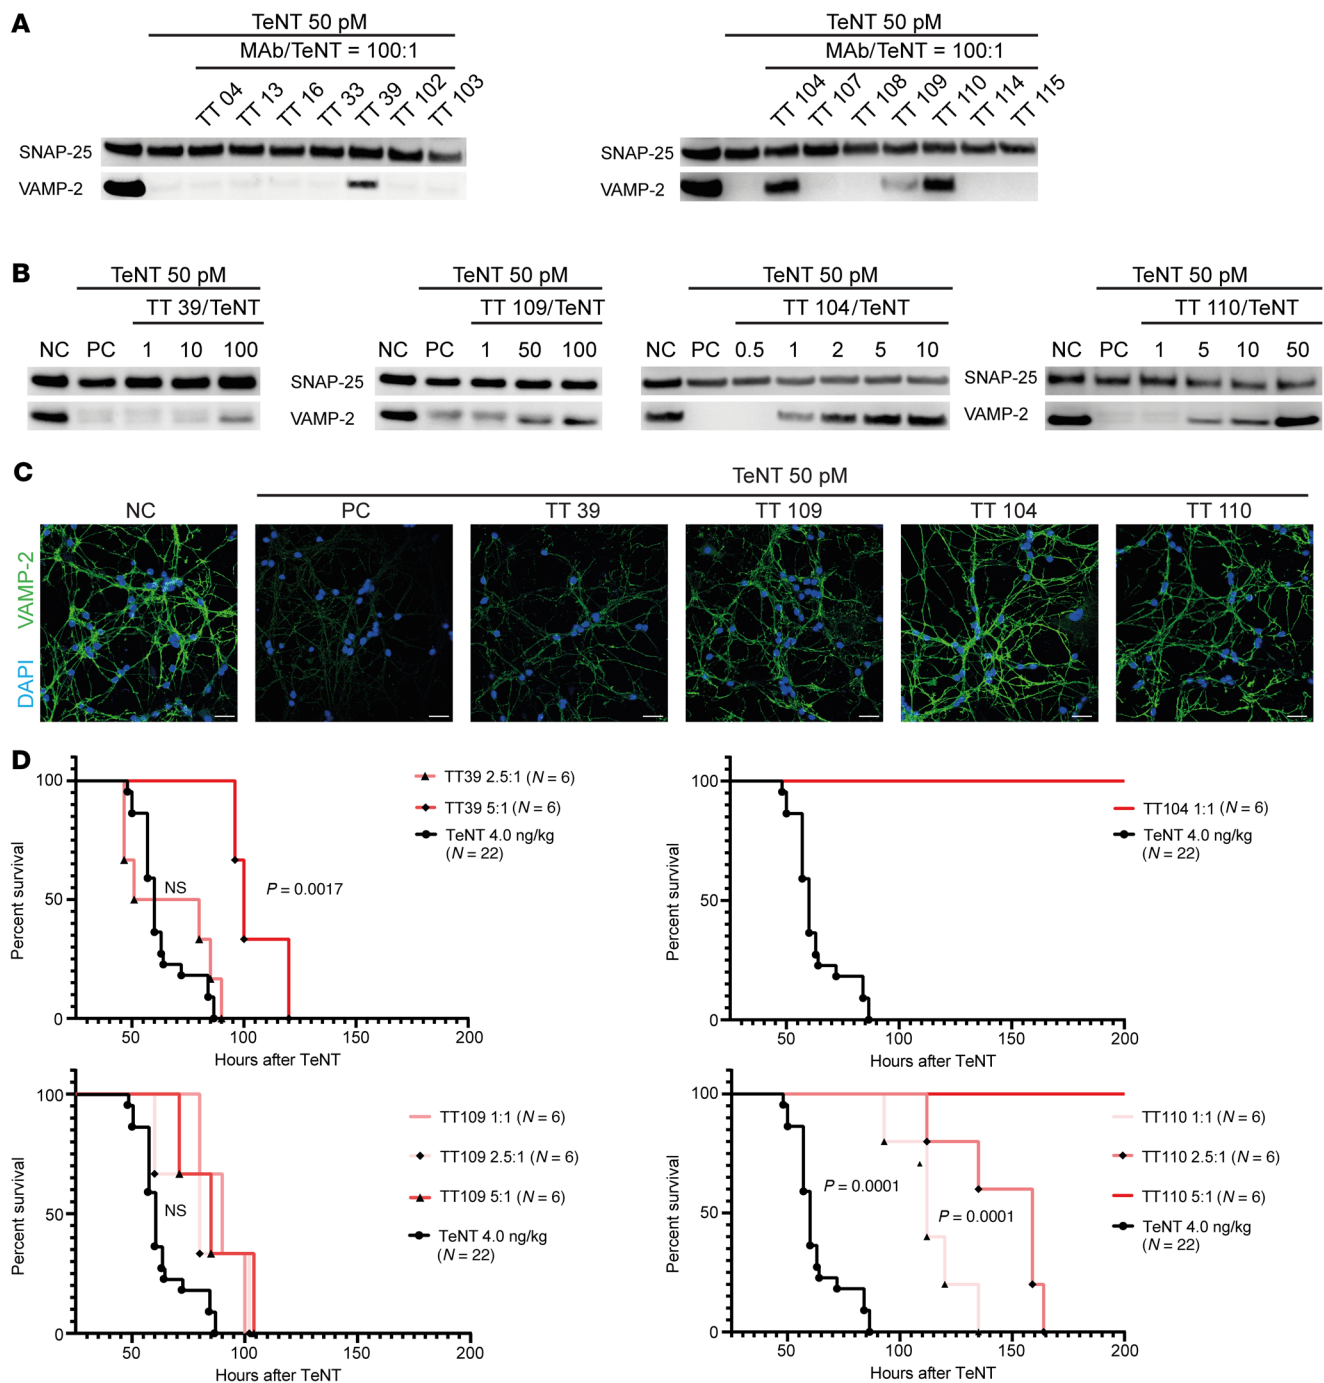 A
TeNT 50 pM
MAb/TeNT = 100:1
TT 04
TT 13
TT 16
TT 33
TT 39
TT 102
TT 103
SNAP-25
VAMP-2
TeNT 50 pM
MAb/TeNT = 100:1
TT 104
TT 107
TT 108
TT 109
TT 110
TT 114
TT 115
SNAP-25
VAMP-2
B
TeNT 50 pM
TT 39/TeNT
NC PC 1 10 100
TeNT 50 pM
TT 109/TeNT
NC PC 1 50 100
SNAP-25
VAMP-2
TeNT 50 pM
TT 104/TeNT
NC PC 0.5 1 2 5 10
TeNT 50 pM
TT 110/TeNT
NC PC 1 5 10 50
SNAP-25
VAMP-2
C
TeNT 50 pM
NC PC TT 39 TT 109 TT 104 TT 110
VAMP-2
DAPI
D
Percent survival
100
50
0
50 100 150 200
Hours after TeNT
NS
P = 0.0017
TT39 2.5:1 (N = 6)
TT39 5:1 (N = 6)
TeNT 4.0 ng/kg
(N = 22)
Percent survival
100
50
0
50 100 150 200
Hours after TeNT
TT104 1:1 (N = 6)
TeNT 4.0 ng/kg
(N = 22)
Percent survival
100
50
0
50 100 150 200
Hours after TeNT
NS
TT109 1:1 (N = 6)
TT109 2.5:1 (N = 6)
TT109 5:1 (N = 6)
TeNT 4.0 ng/kg
(N = 22)
Percent survival
100
50
0
50 100 150 200
Hours after TeNT
P = 0.0001
P = 0.0001
TT110 1:1 (N = 6)
TT110 2.5:1 (N = 6)
TT110 5:1 (N = 6)
TeNT 4.0 ng/kg
(N = 22)